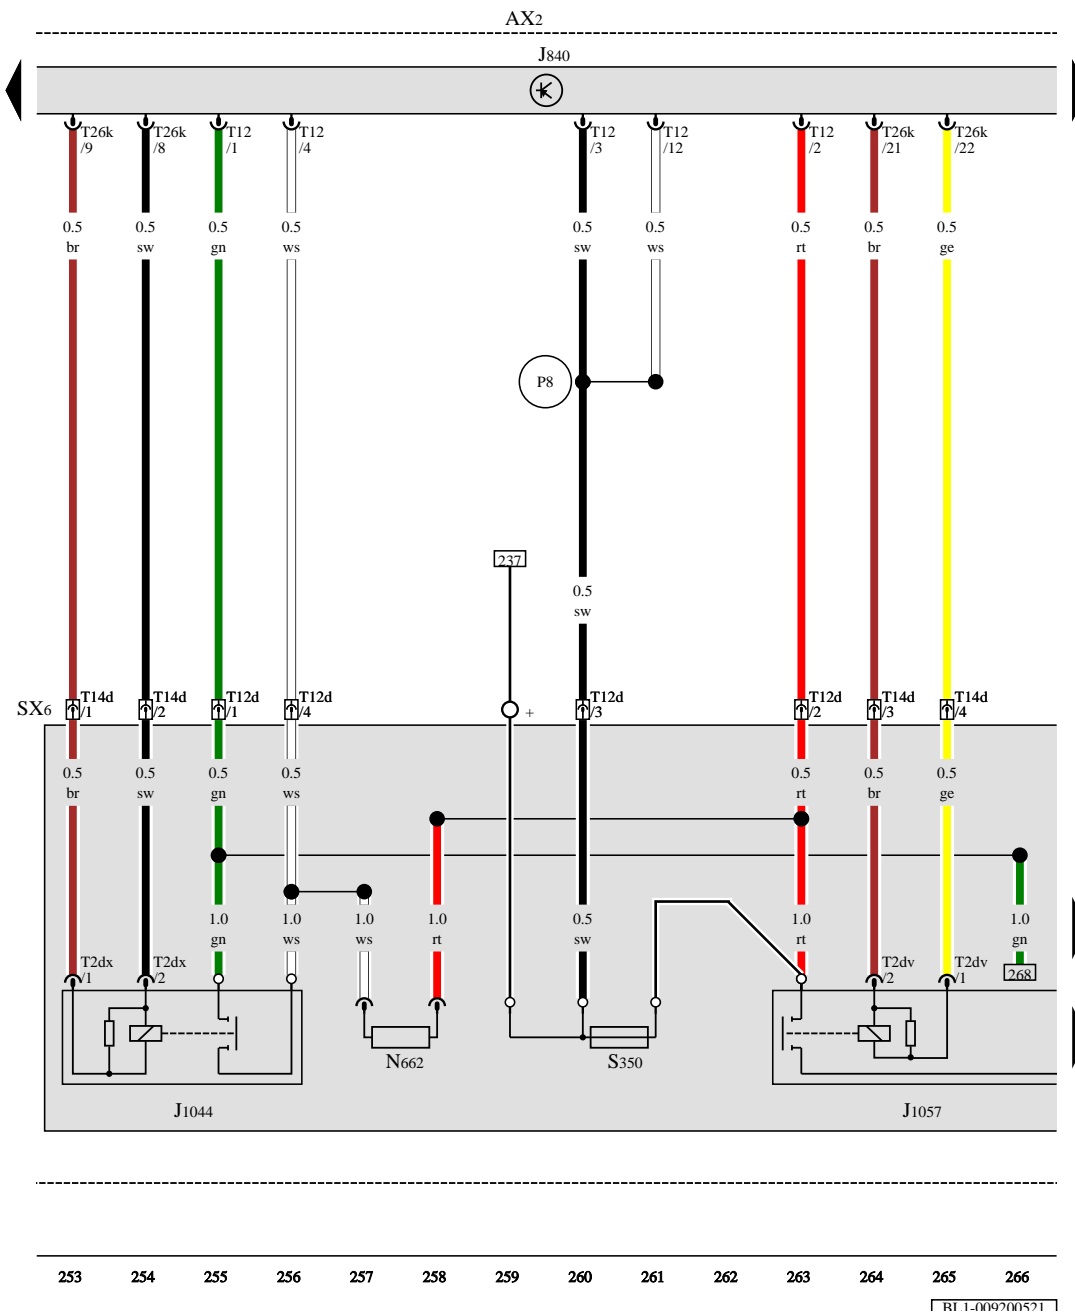 AX2
J840
T26k T26k T12 T12 T12 T12 T12 T26k T26k
/9 /8 /1 /4 /3 /12 /2 /21 /22
0.5 0.5 0.5 0.5 0.5 0.5 0.5 0.5 0.5
br sw gn ws sw ws rt br ge
P8
237
0.5
sw
T14d T14d T12d T12d T12d T12d T14d T14d
SX6 /1 /2 /1 /4 + /3 /2 /3 /4
0.5 0.5 0.5 0.5 0.5 0.5 0.5
br sw gn ws rt br ge
1.0 1.0 1.0 1.0 0.5 1.0 1.0
gn ws ws rt sw rt gn
T2dx T2dx T2dv T2dv
/1 /2 /2 /1 268
N662 S350
J1044 J1057
253 254 255 256 257 258 259 260 261 262 263 264 265 266
BL1-009200521